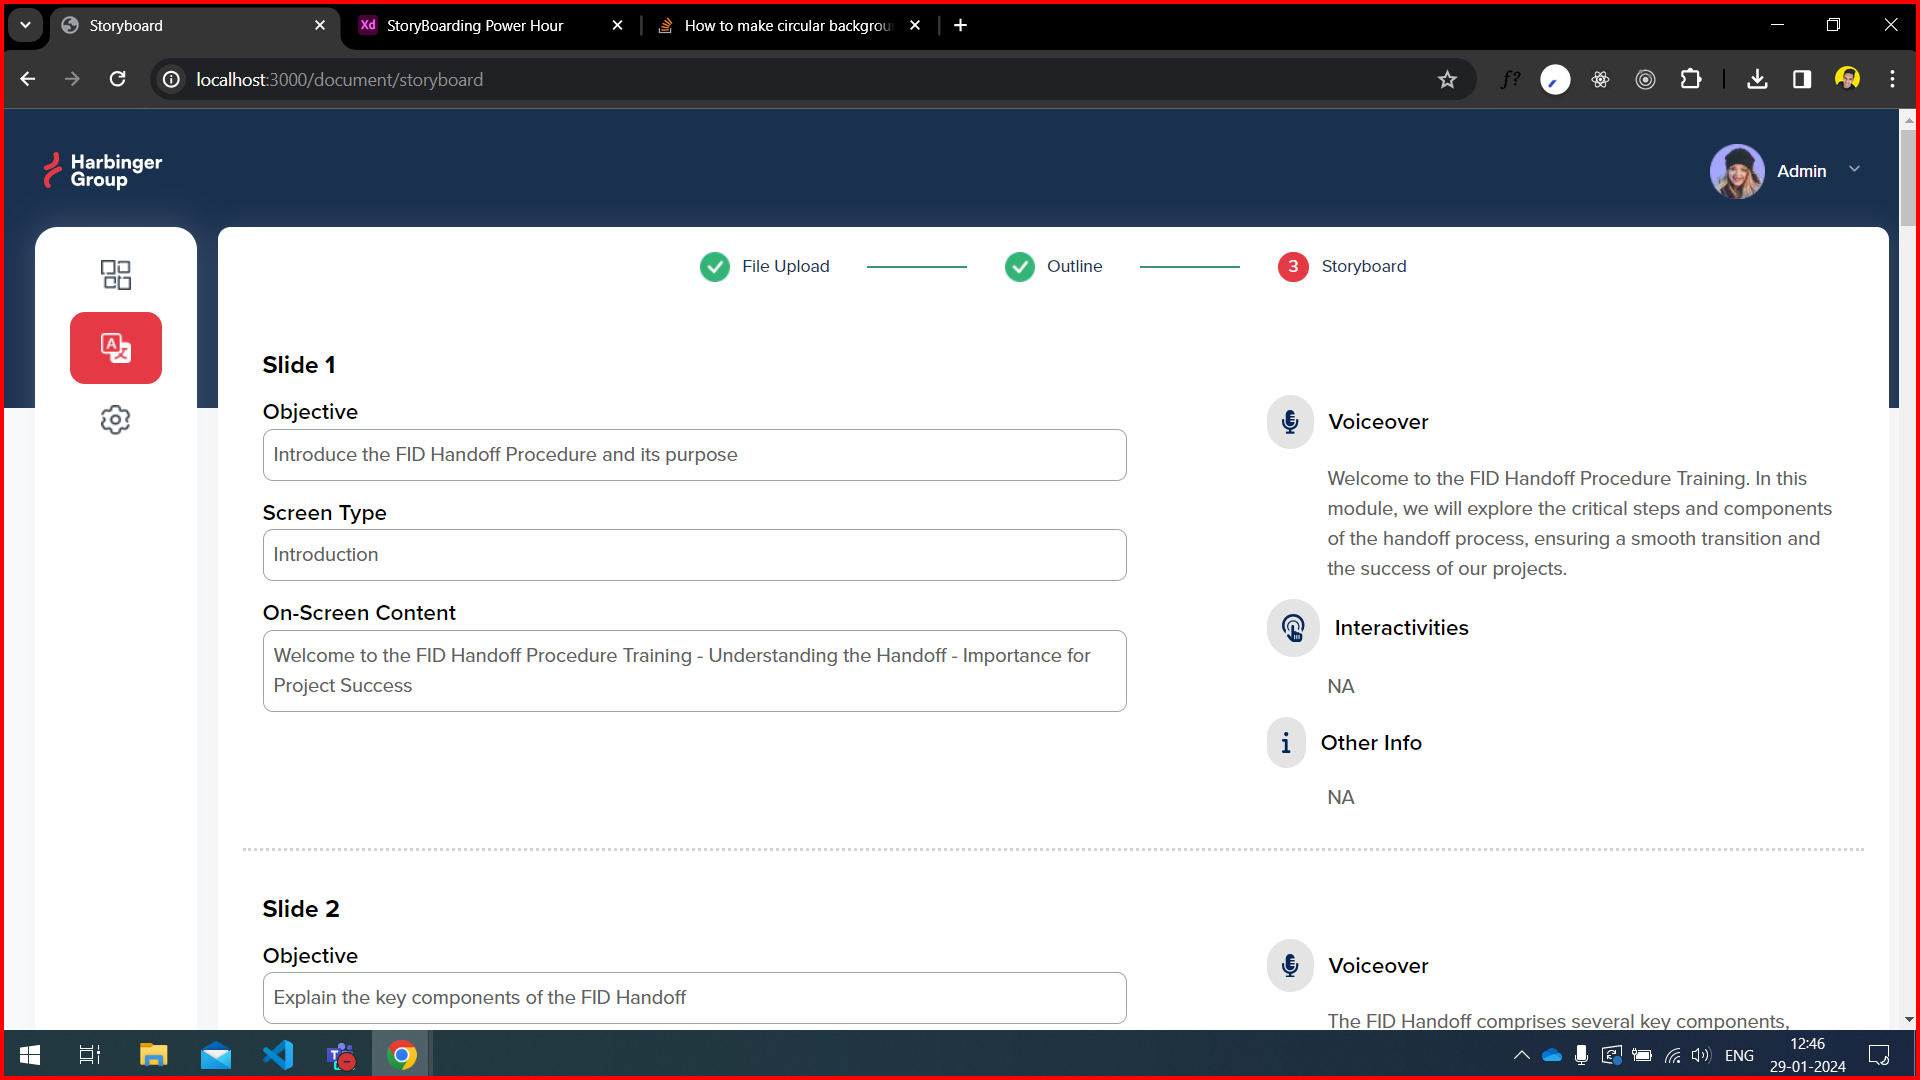 Storyboard
Xd StoryBoarding Power Hour
How to make circular backgrou
localhost:3000/document/storyboard
f?
Harbinger
Group
Admin
File Upload
Outline
3 Storyboard
A
Slide 1
Objective
Introduce the FID Handoff Procedure and its purpose
Screen Type
Introduction
On-Screen Content
Welcome to the FID Handoff Procedure Training - Understanding the Handoff - Importance for
Project Success
Voiceover
Welcome to the FID Handoff Procedure Training. In this
module, we will explore the critical steps and components
of the handoff process, ensuring a smooth transition and
the success of our projects.
Interactivities
NA
i Other Info
NA
Slide 2
Objective
Explain the key components of the FID Handoff
Voiceover
The FID Handoff comprises several key components,
ENG
12:46
29-01-2024